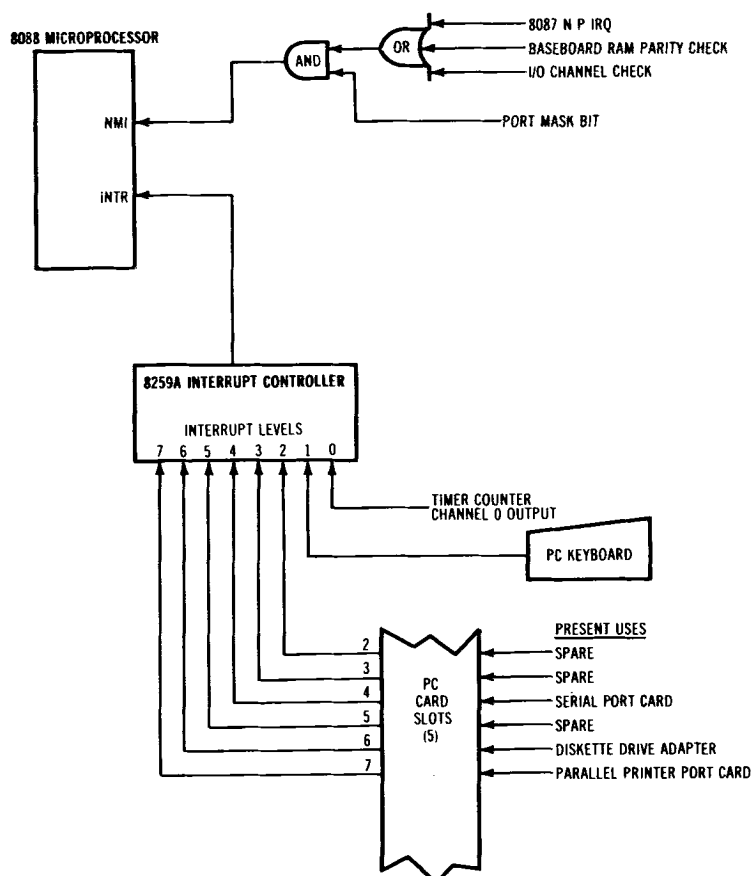 8088 MICROPROCESSOR
NMI
iNTR
AND
OR
8087 N P IRQ
BASEBOARD RAM PARITY CHECK
I/O CHANNEL CHECK
PORT MASK BIT
8259A INTERRUPT CONTROLLER
INTERRUPT LEVELS
7 6 5 4 3 2 1 0
TIMER COUNTER
CHANNEL 0 OUTPUT
PC KEYBOARD
2
3
4
5
6
7
PC
CARD
SLOTS
(5)
PRESENT USES
SPARE
SPARE
SERIAL PORT CARD
SPARE
DISKETTE DRIVE ADAPTER
PARALLEL PRINTER PORT CARD